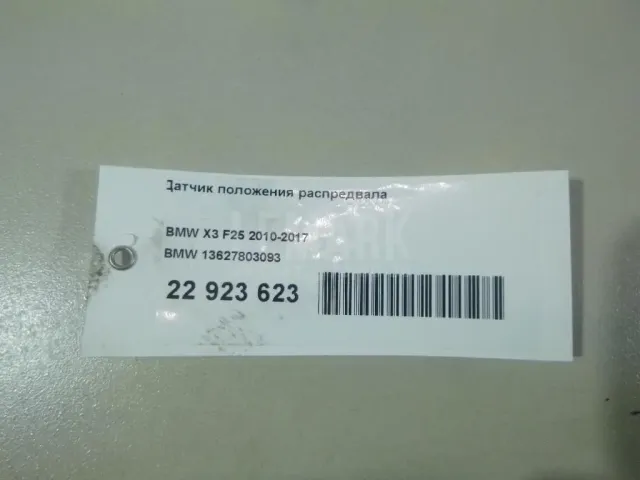 Датчик положения распредвала
BMW X3 F25 2010-2017
BMW 13627803093
22 923 623